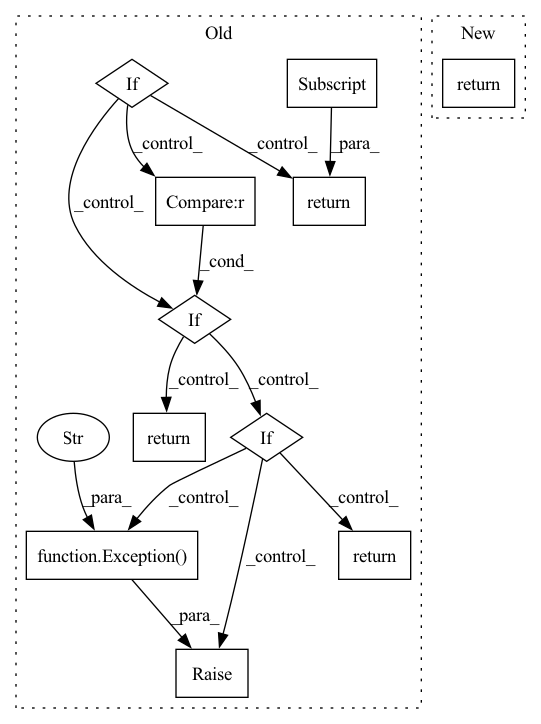 Old
New
If
Subscript
return
_control_
_control_
_para_
_control_
Compare:r
return
_cond_
If
_control_
_control_
Str
return
If
_para_
_control_
_control_
_control_
function.Exception()
return
_para_
Raise